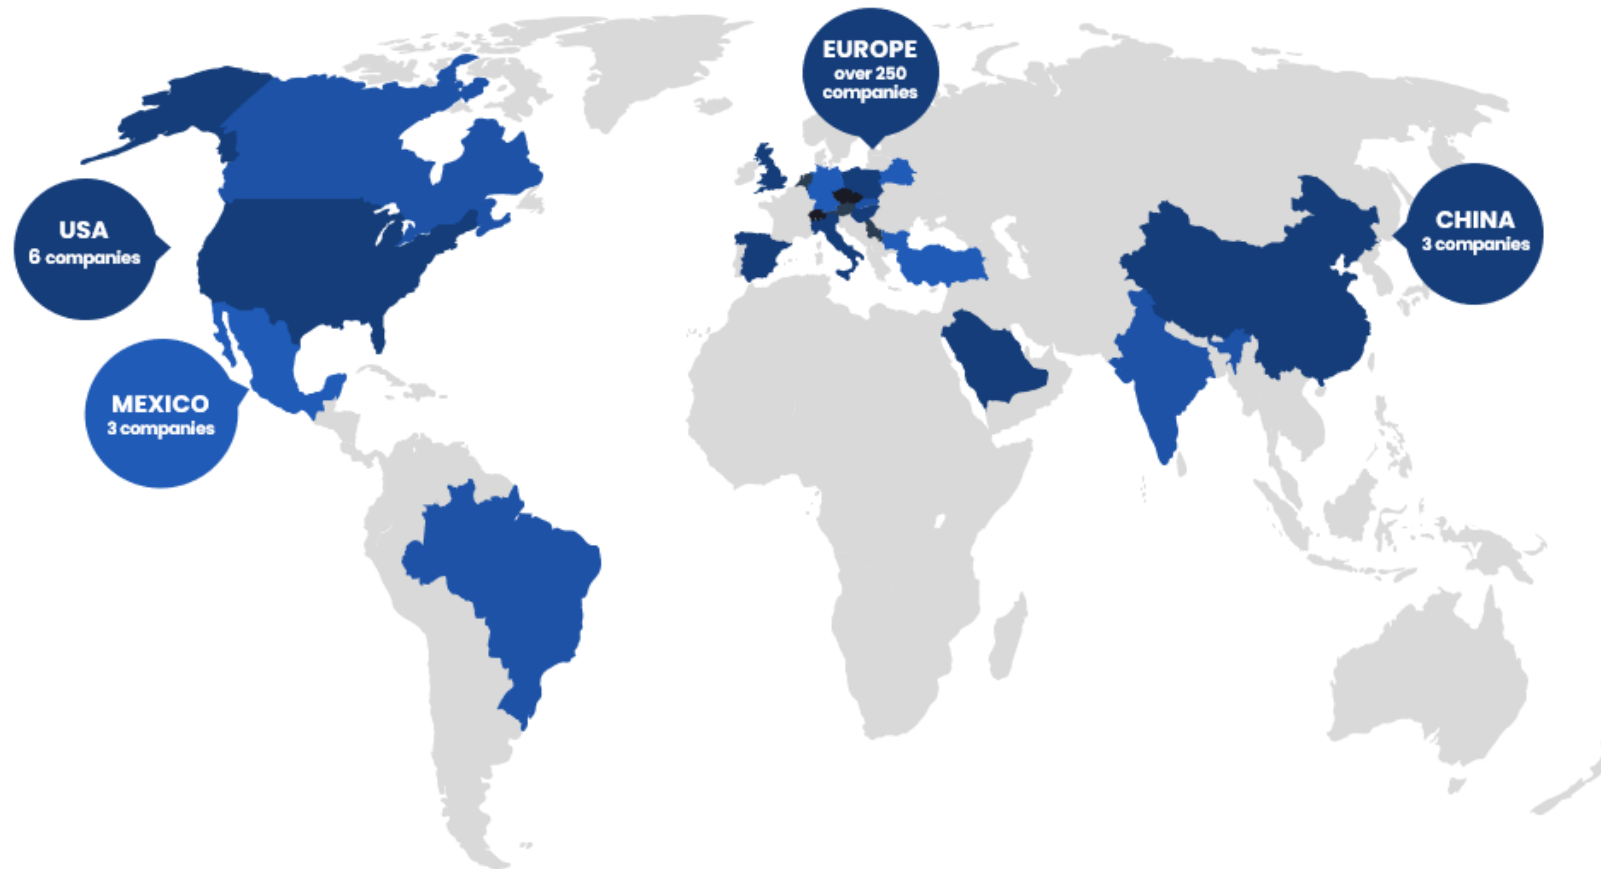 EUROPE
over 250
companies
USA
6 companies
CHINA
3 companies
MEXICO
3 companies